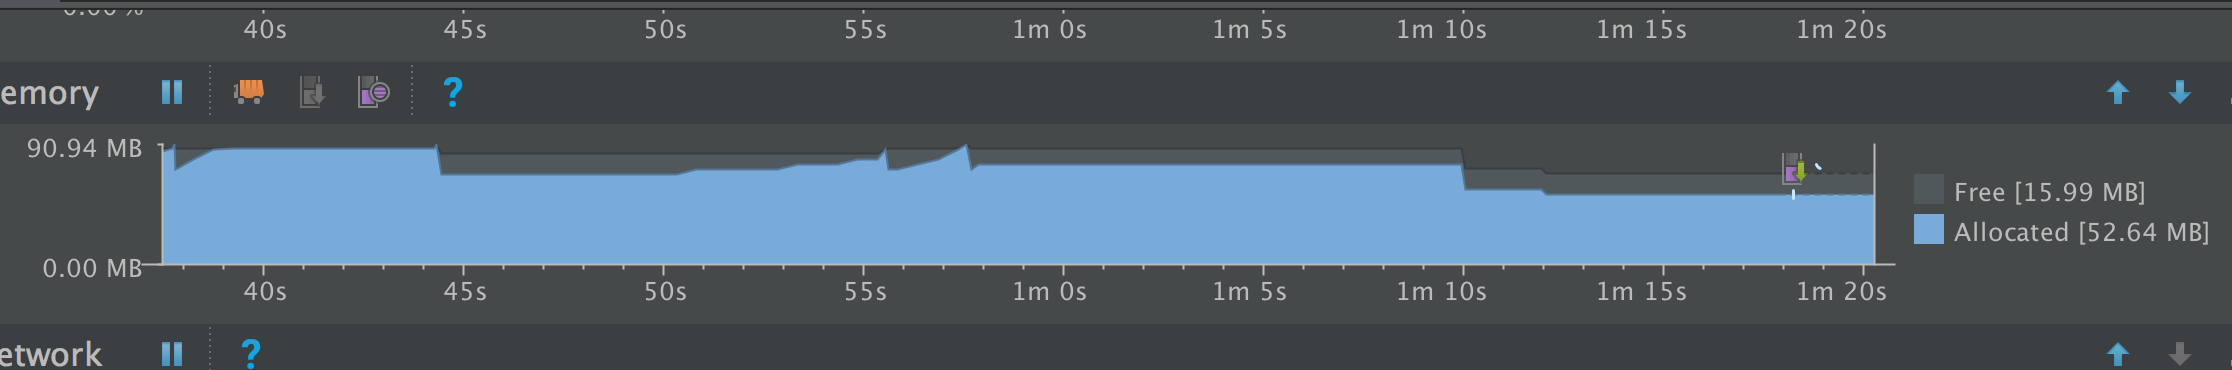 0.00 %
40s 45s 50s 55s 1m 0s 1m 5s 1m 10s 1m 15s 1m 20s
emory ?
90.94 MB
Free [15.99 MB]
Allocated [52.64 MB]
0.00 MB
40s 45s 50s 55s 1m 0s 1m 5s 1m 10s 1m 15s 1m 20s
etwork ?